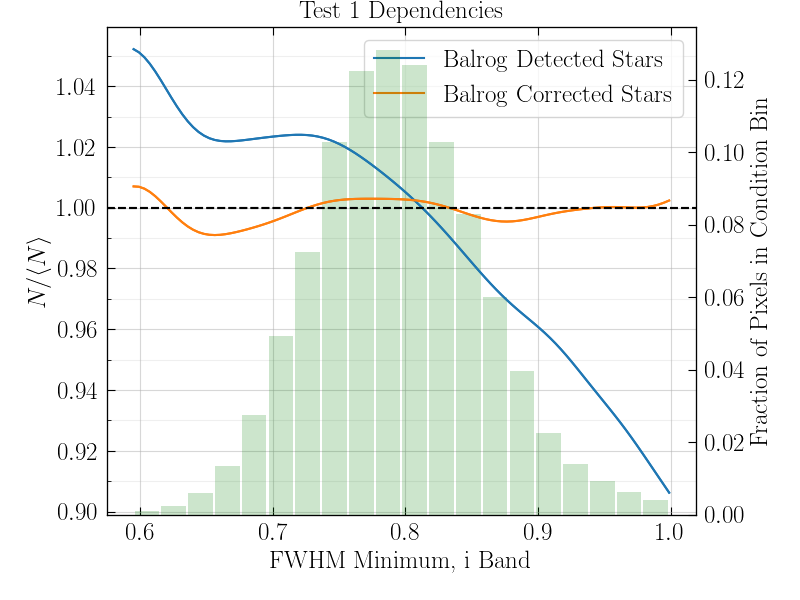 Test 1 Dependencies
Balrog Detected Stars
Balrog Corrected Stars
1.04
1.02
1.00
0.98
0.96
0.94
0.92
0.90
N/⟨N⟩
0.12
0.10
0.08
0.06
0.04
0.02
0.00
Fraction of Pixels in Condition Bin
0.6 0.7 0.8 0.9 1.0
FWHM Minimum, i Band